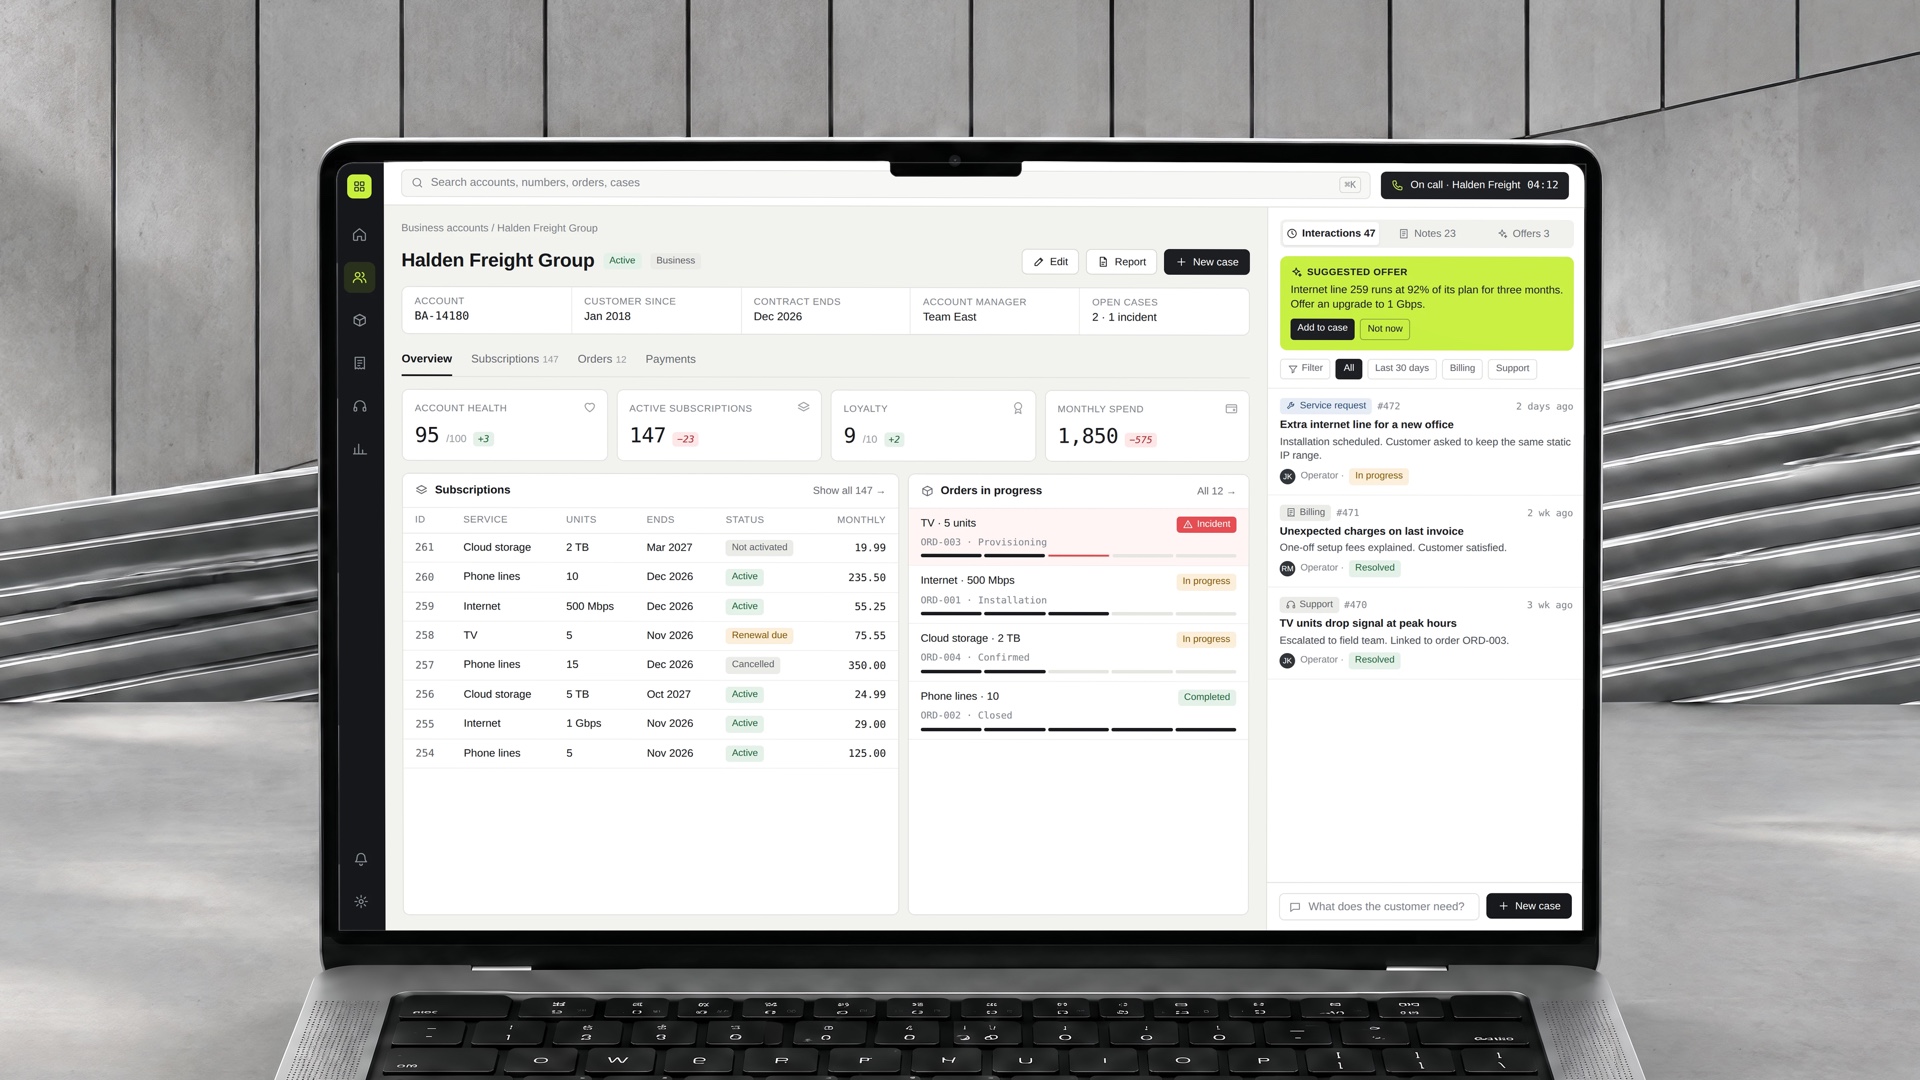 Search accounts, numbers, orders, cases
⌘K
On call · Halden Freight 04:12
Business accounts / Halden Freight Group
Halden Freight Group Active Business
Edit Report + New case
ACCOUNT CUSTOMER SINCE CONTRACT ENDS ACCOUNT MANAGER OPEN CASES
BA-14180 Jan 2018 Dec 2026 Team East 2 · 1 incident
Overview Subscriptions 147 Orders 12 Payments
ACCOUNT HEALTH
95 /100 +3
ACTIVE SUBSCRIPTIONS
147 −23
LOYALTY
9 /10 +2
MONTHLY SPEND
1,850 −575
Subscriptions Show all 147 →
ID SERVICE UNITS ENDS STATUS MONTHLY
261 Cloud storage 2 TB Mar 2027 Not activated 19.99
260 Phone lines 10 Dec 2026 Active 235.50
259 Internet 500 Mbps Dec 2026 Active 55.25
258 TV 5 Nov 2026 Renewal due 75.55
257 Phone lines 15 Dec 2026 Cancelled 350.00
256 Cloud storage 5 TB Oct 2027 Active 24.99
255 Internet 1 Gbps Nov 2026 Active 29.00
254 Phone lines 5 Nov 2026 Active 125.00
Orders in progress All 12 →
TV · 5 units Incident
ORD-003 · Provisioning
Internet · 500 Mbps In progress
ORD-001 · Installation
Cloud storage · 2 TB In progress
ORD-004 · Confirmed
Phone lines · 10 Completed
ORD-002 · Closed
Interactions 47 Notes 23 Offers 3
SUGGESTED OFFER
Internet line 259 runs at 92% of its plan for three months.
Offer an upgrade to 1 Gbps.
Add to case Not now
Filter All Last 30 days Billing Support
Service request #472 2 days ago
Extra internet line for a new office
Installation scheduled. Customer asked to keep the same static
IP range.
JK Operator · In progress
Billing #471 2 wk ago
Unexpected charges on last invoice
One-off setup fees explained. Customer satisfied.
RM Operator · Resolved
Support #470 3 wk ago
TV units drop signal at peak hours
Escalated to field team. Linked to order ORD-003.
JK Operator · Resolved
What does the customer need? + New case